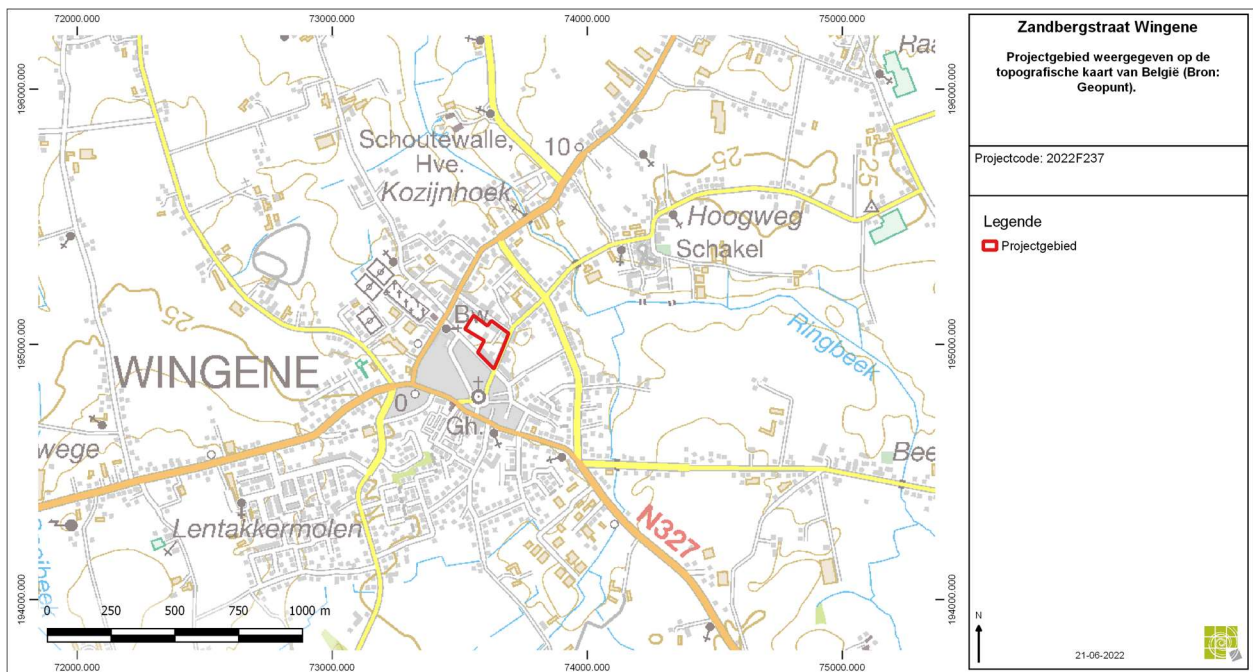 72000.000
73000.000
74000.000
75000.000
196000.000
195000.000
194000.000
Schoutewalle,
Hve.
Kozijnhoek
10
25
25
Hoogweg
Schakel
Bw.
Ringbeek
25
WINGENE
0
Gh.
wege
Bee
Lentakkermolen
N327
0 250 500 750 1000 m
72000.000
73000.000
74000.000
75000.000
196000.000
195000.000
194000.000
Zandbergstraat Wingene
Projectgebied weergegeven op de
topografische kaart van België (Bron:
Geopunt).
Projectcode: 2022F237
Legende
Projectgebied
N
21-06-2022